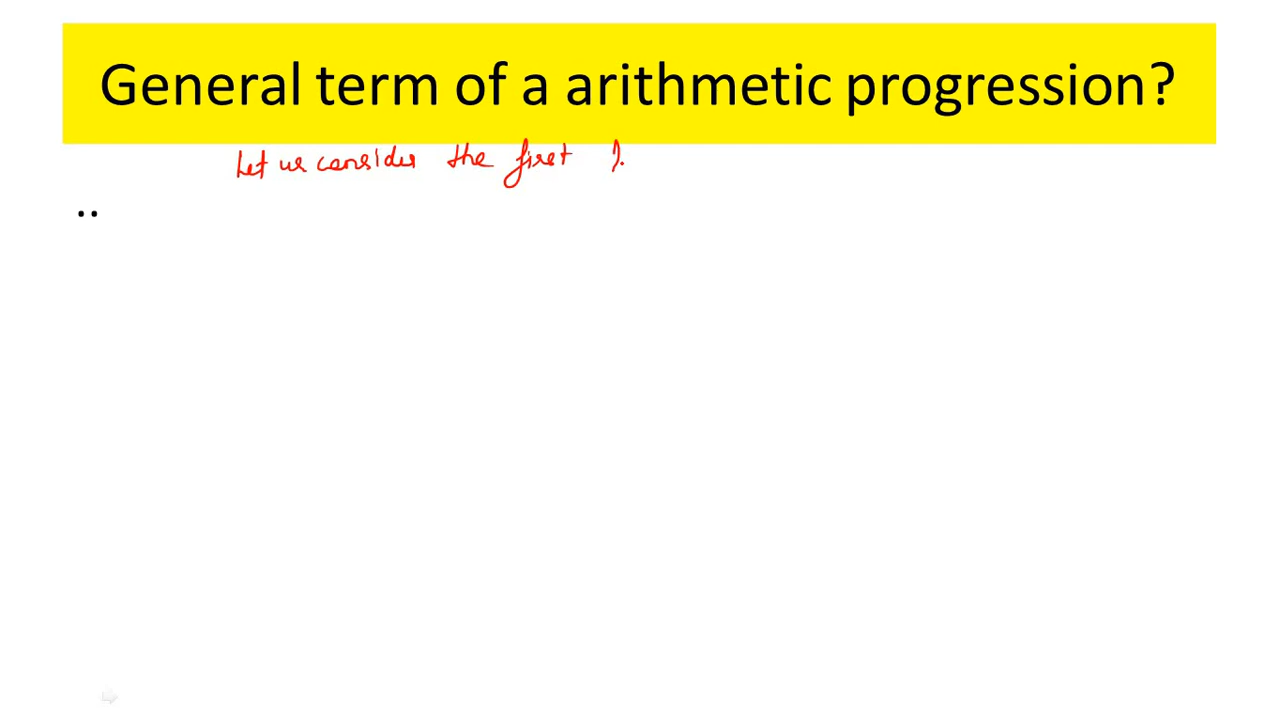 General term of a arithmetic progression?
Let us consider the first
..